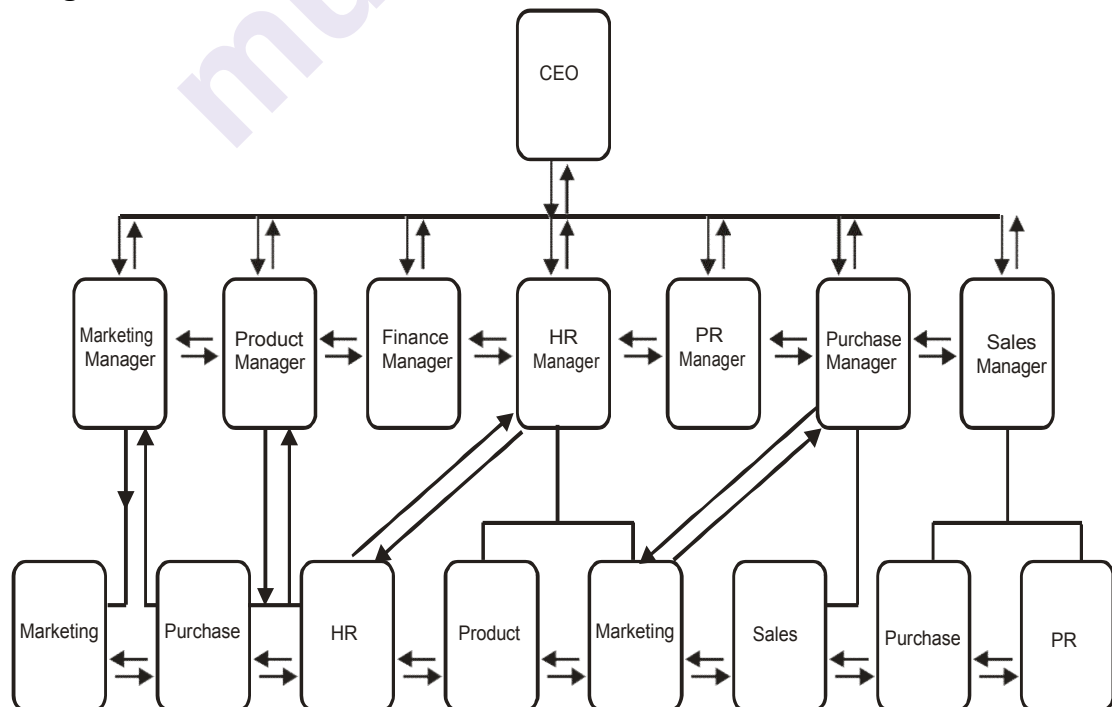 CEO
Marketing
Manager
Product
Manager
Finance
Manager
HR
Manager
PR
Manager
Purchase
Manager
Sales
Manager
Marketing
Purchase
HR
Product
Marketing
Sales
Purchase
PR